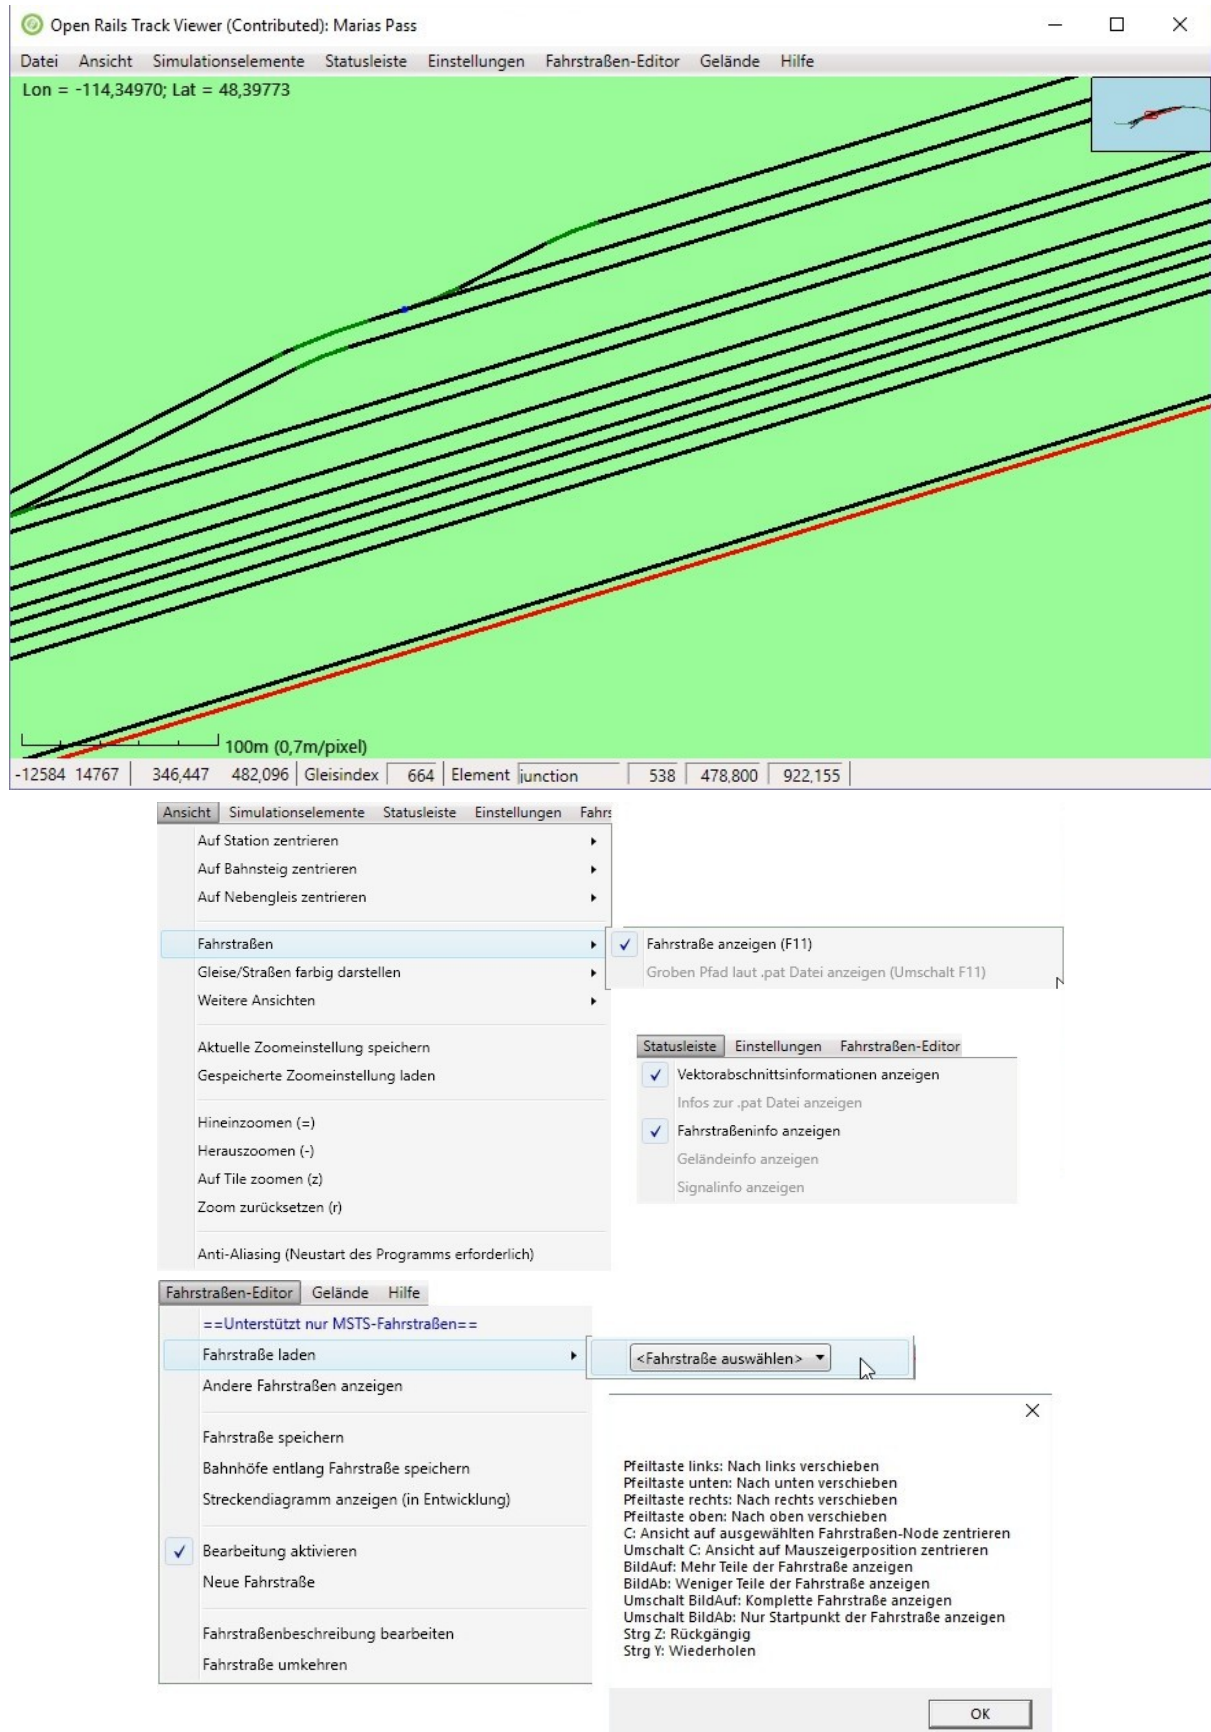 Open Rails Track Viewer (Contributed): Marias Pass
Datei Ansicht Simulationselemente Statusleiste Einstellungen Fahrstraßen-Editor Gelände Hilfe
Lon = -114,34970; Lat = 48,39773
100m (0,7m/pixel)
-12584 14767 346,447 482,096 Gleisindex 664 Element junction 538 478,800 922,155
Ansicht Simulationselemente Statusleiste Einstellungen Fahrs
Auf Station zentrieren
Auf Bahnsteig zentrieren
Auf Nebengleis zentrieren
Fahrstraßen
Gleise/Straßen farbig darstellen
Weitere Ansichten
Aktuelle Zoomeinstellung speichern
Gespeicherte Zoomeinstellung laden
Hineinzoomen (=)
Herauszoomen (-)
Auf Tile zoomen (z)
Zoom zurücksetzen (r)
Anti-Aliasing (Neustart des Programms erforderlich)
Fahrstraße anzeigen (F11)
Groben Pfad laut .pat Datei anzeigen (Umschalt F11)
Statusleiste Einstellungen Fahrstraßen-Editor
Vektorabschnittsinformationen anzeigen
Infos zur .pat Datei anzeigen
Fahrstraßeninfo anzeigen
Geländeinfo anzeigen
Signalinfo anzeigen
Fahrstraßen-Editor Gelände Hilfe
==Unterstützt nur MSTS-Fahrstraßen==
Fahrstraße laden
Andere Fahrstraßen anzeigen
Fahrstraße speichern
Bahnhöfe entlang Fahrstraße speichern
Streckendiagramm anzeigen (in Entwicklung)
Bearbeitung aktivieren
Neue Fahrstraße
Fahrstraßenbeschreibung bearbeiten
Fahrstraße umkehren
<Fahrstraße auswählen>
Pfeiltaste links: Nach links verschieben
Pfeiltaste unten: Nach unten verschieben
Pfeiltaste rechts: Nach rechts verschieben
Pfeiltaste oben: Nach oben verschieben
C: Ansicht auf ausgewählten Fahrstraßen-Node zentrieren
Umschalt C: Ansicht auf Mauszeigerposition zentrieren
BildAuf: Mehr Teile der Fahrstraße anzeigen
BildAb: Weniger Teile der Fahrstraße anzeigen
Umschalt BildAuf: Komplette Fahrstraße anzeigen
Umschalt BildAb: Nur Startpunkt der Fahrstraße anzeigen
Strg Z: Rückgängig
Strg Y: Wiederholen
OK